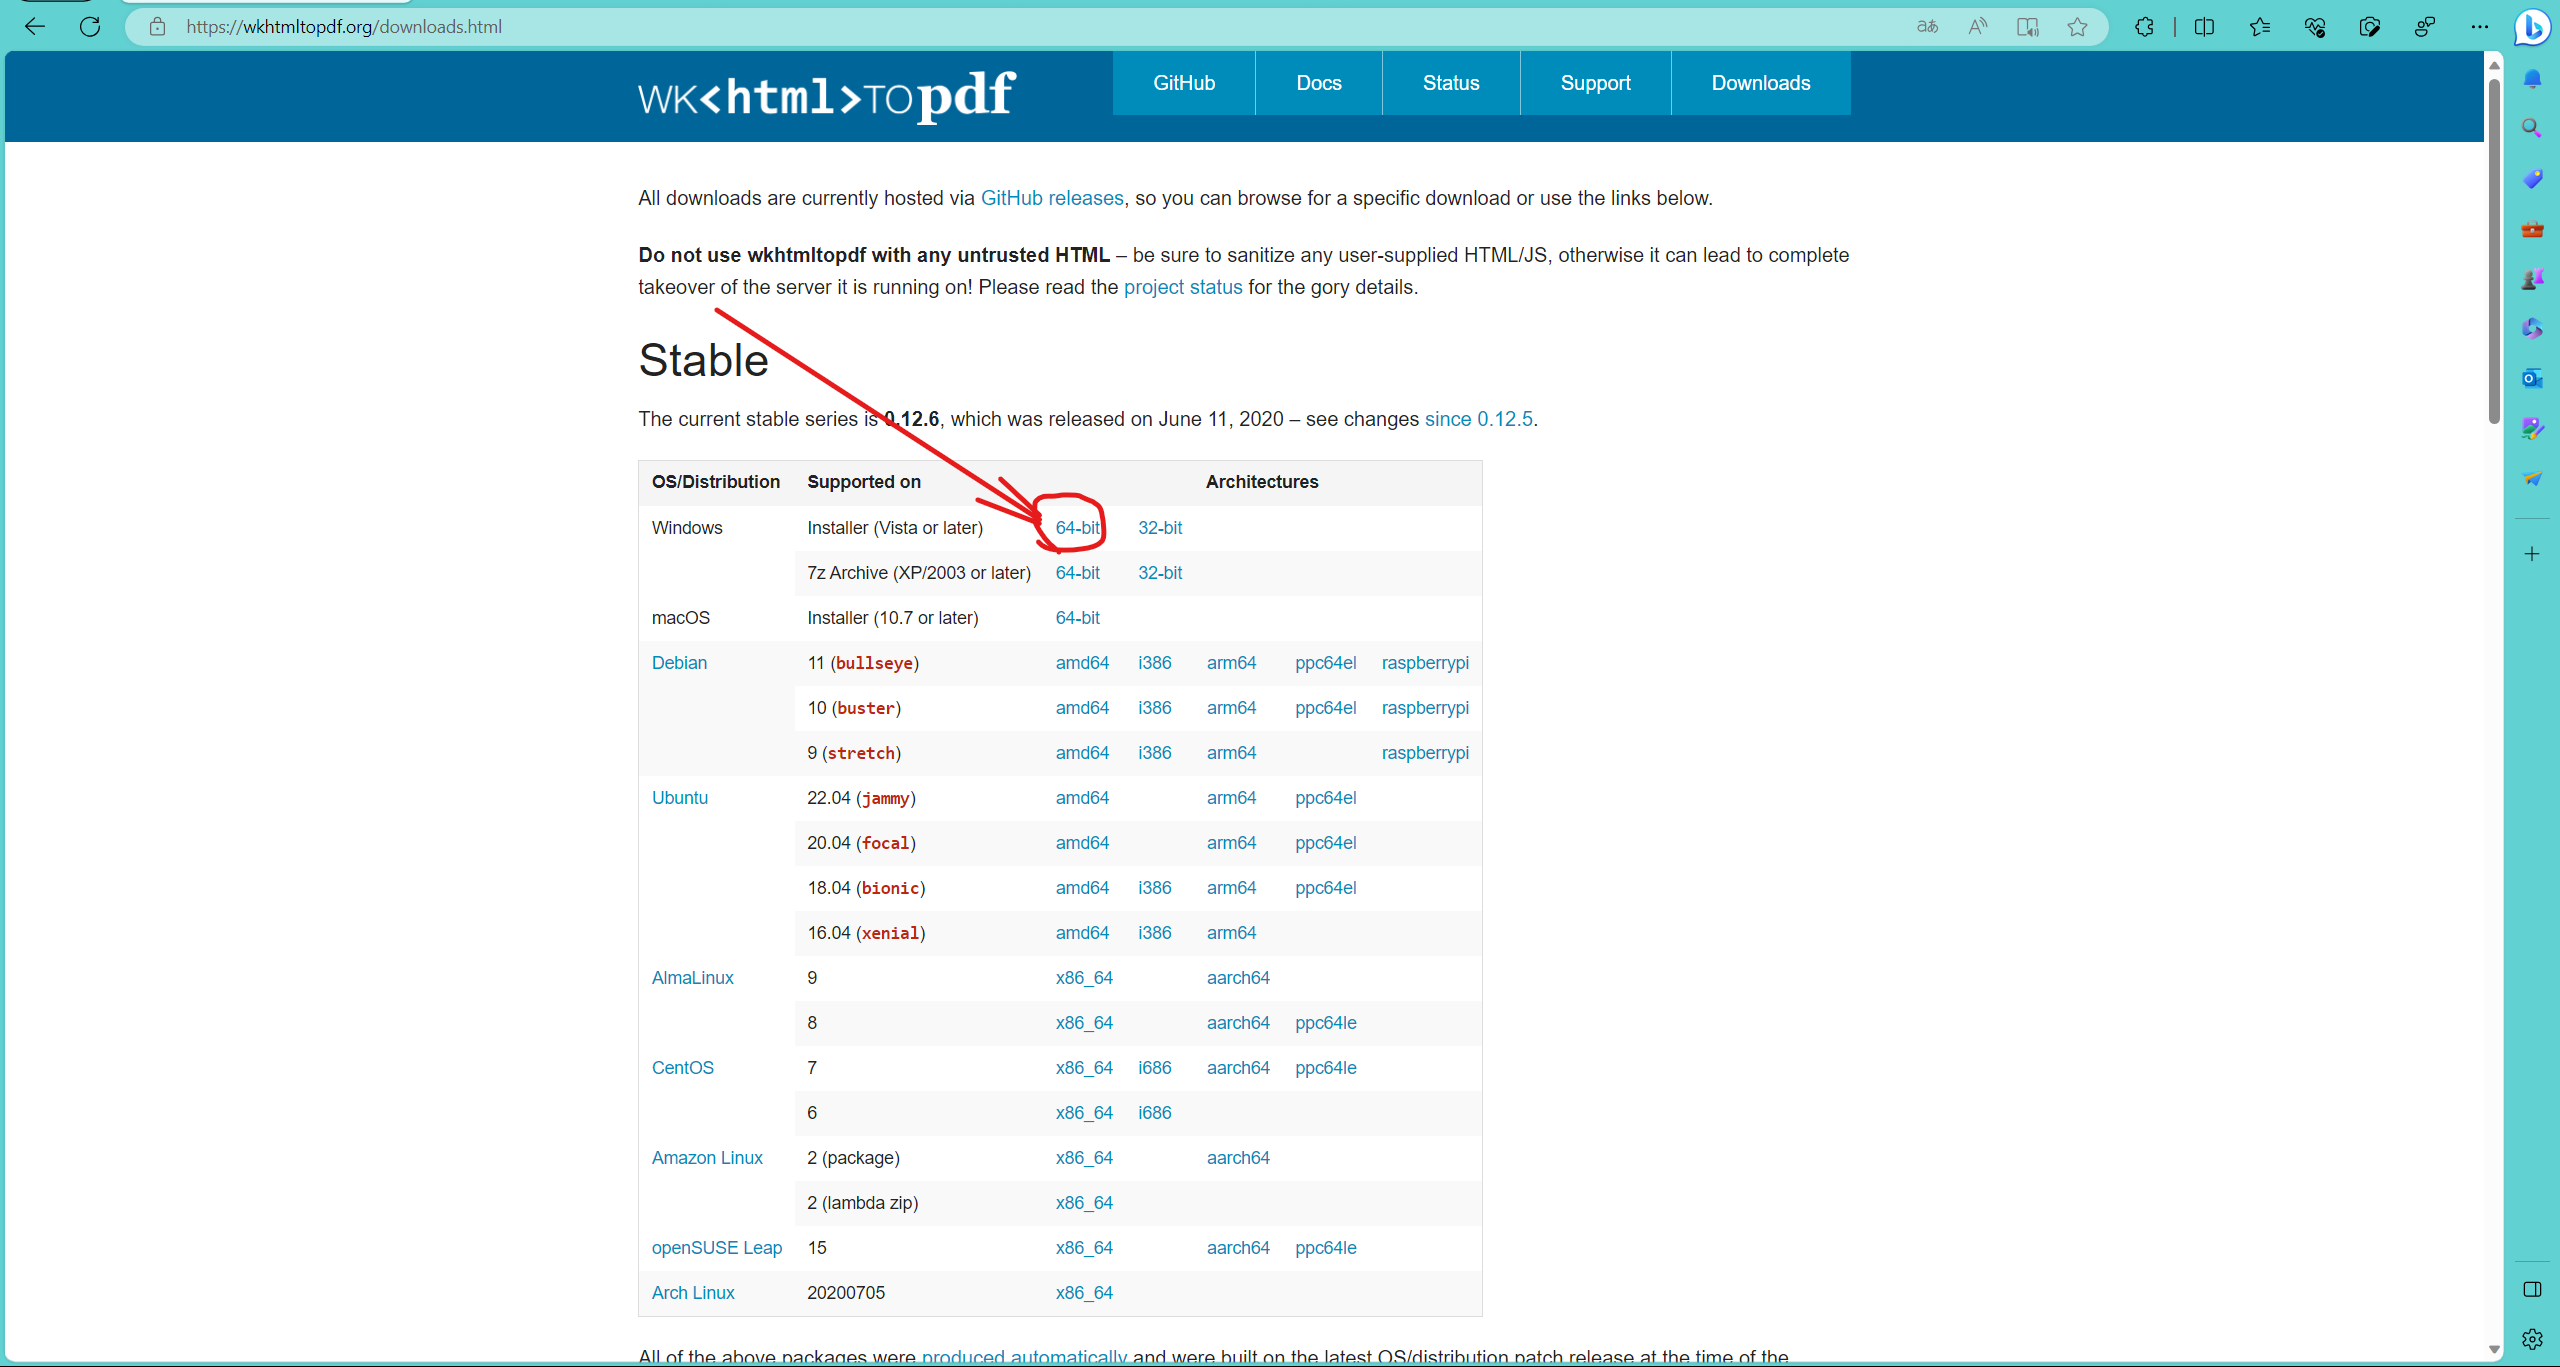 https://wkhtmltopdf.org/downloads.html
WK<html>TOpdf
GitHub Docs Status Support Downloads
All downloads are currently hosted via GitHub releases, so you can browse for a specific download or use the links below.
Do not use wkhtmltopdf with any untrusted HTML – be sure to sanitize any user-supplied HTML/JS, otherwise it can lead to complete
takeover of the server it is running on! Please read the project status for the gory details.
Stable
The current stable series is 0.12.6, which was released on June 11, 2020 – see changes since 0.12.5.
OS/Distribution Supported on Architectures
Windows Installer (Vista or later) 64-bit 32-bit
7z Archive (XP/2003 or later) 64-bit 32-bit
macOS Installer (10.7 or later) 64-bit
Debian 11 (bullseye) amd64 i386 arm64 ppc64el raspberrypi
10 (buster) amd64 i386 arm64 ppc64el raspberrypi
9 (stretch) amd64 i386 arm64 raspberrypi
Ubuntu 22.04 (jammy) amd64 arm64 ppc64el
20.04 (focal) amd64 arm64 ppc64el
18.04 (bionic) amd64 i386 arm64 ppc64el
16.04 (xenial) amd64 i386 arm64
AlmaLinux 9 x86_64 aarch64
8 x86_64 aarch64 ppc64le
CentOS 7 x86_64 i686 aarch64 ppc64le
6 x86_64 i686
Amazon Linux 2 (package) x86_64 aarch64
2 (lambda zip) x86_64
openSUSE Leap 15 x86_64 aarch64 ppc64le
Arch Linux 20200705 x86_64
All of the above packages were produced automatically and were built on the latest OS/distribution patch release at the time of the